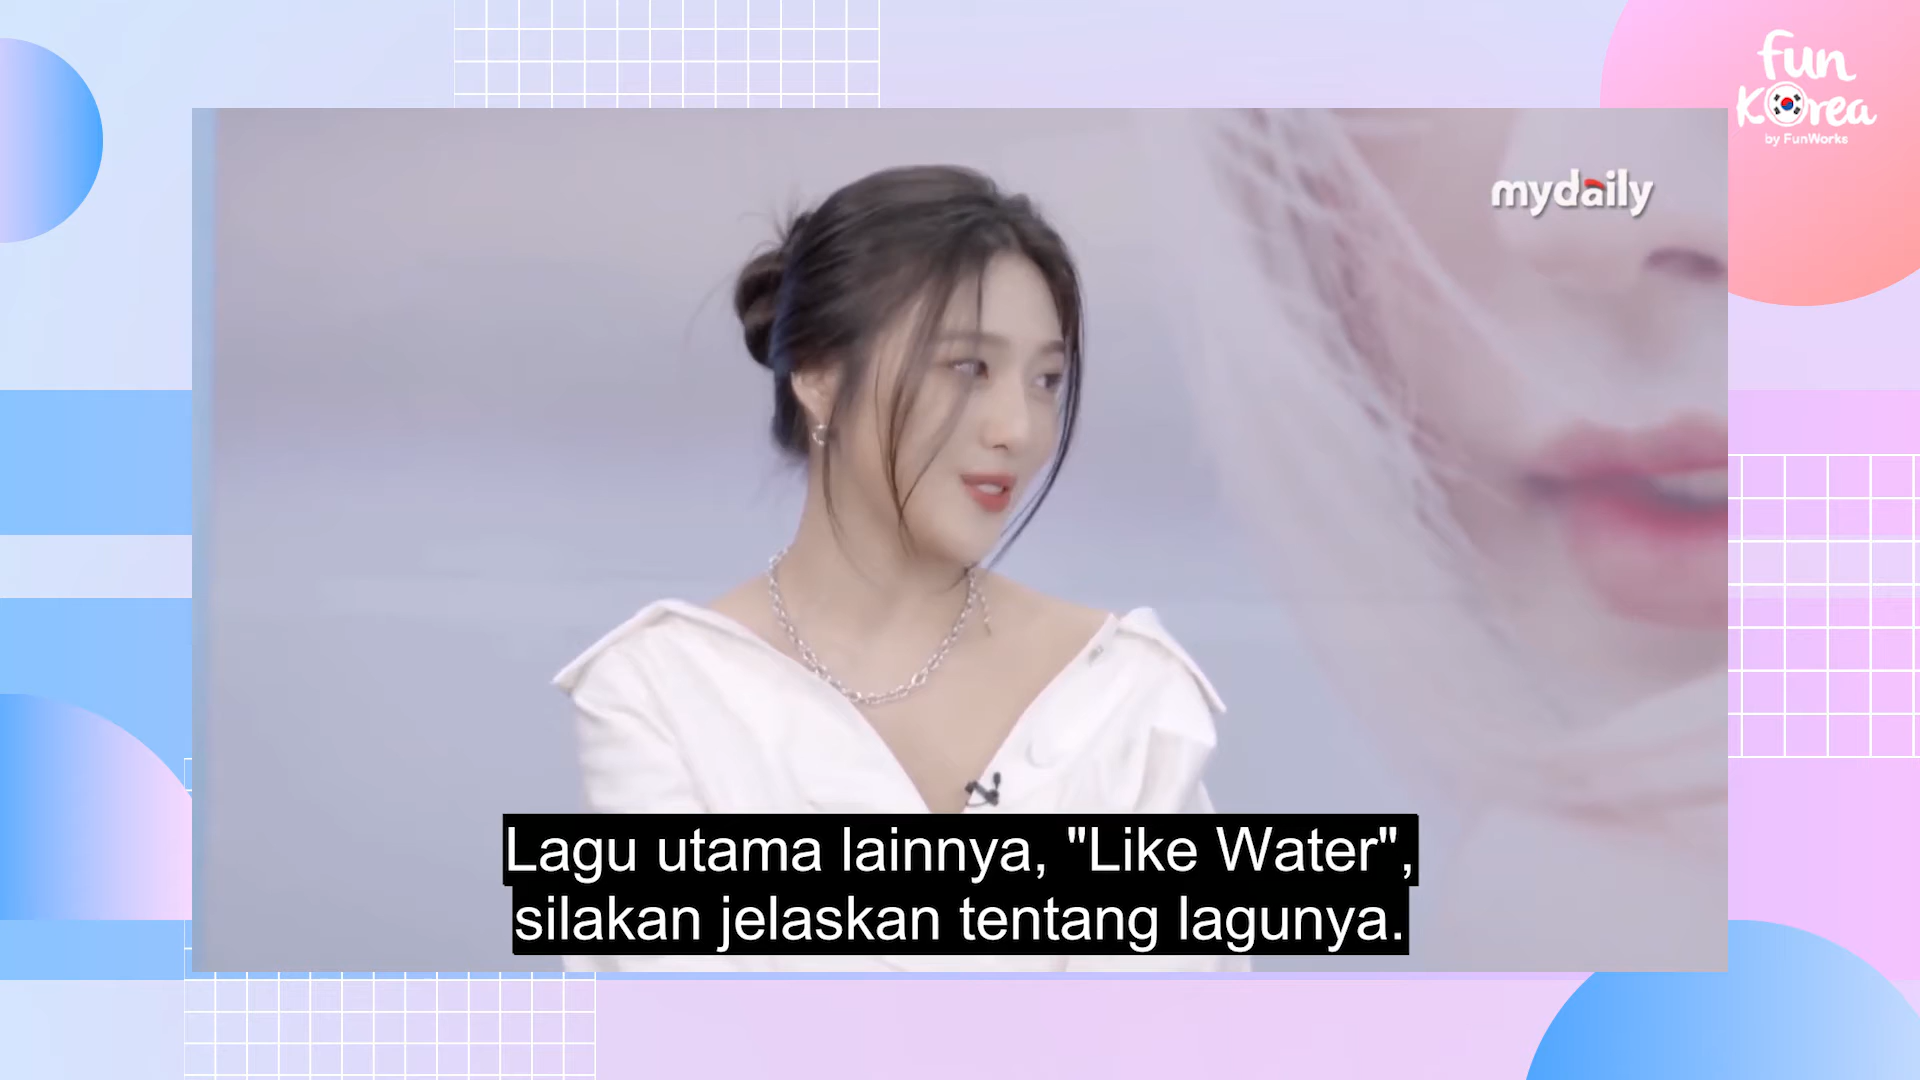 fun
Korea
by FunWorks
mydaily
Lagu utama lainnya, "Like Water",
silakan jelaskan tentang lagunya.